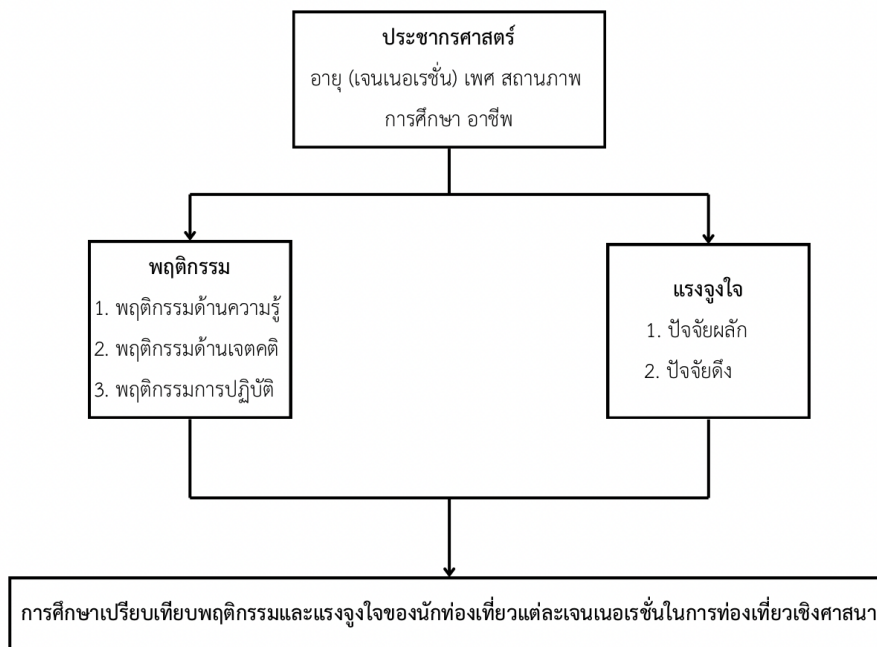 ประชากรศาสตร์
อายุ (เจนเนอเรชั่น) เพศ สถานภาพ
การศึกษา อาชีพ
พฤติกรรม
1. พฤติกรรมด้านความรู้
2. พฤติกรรมด้านเจตคติ
3. พฤติกรรมการปฏิบัติ
แรงจูงใจ
1. ปัจจัยผลัก
2. ปัจจัยดึง
การศึกษาเปรียบเทียบพฤติกรรมและแรงจูงใจของนักท่องเที่ยวแต่ละเจนเนอเรชั่นในการท่องเที่ยวเชิงศาสนา